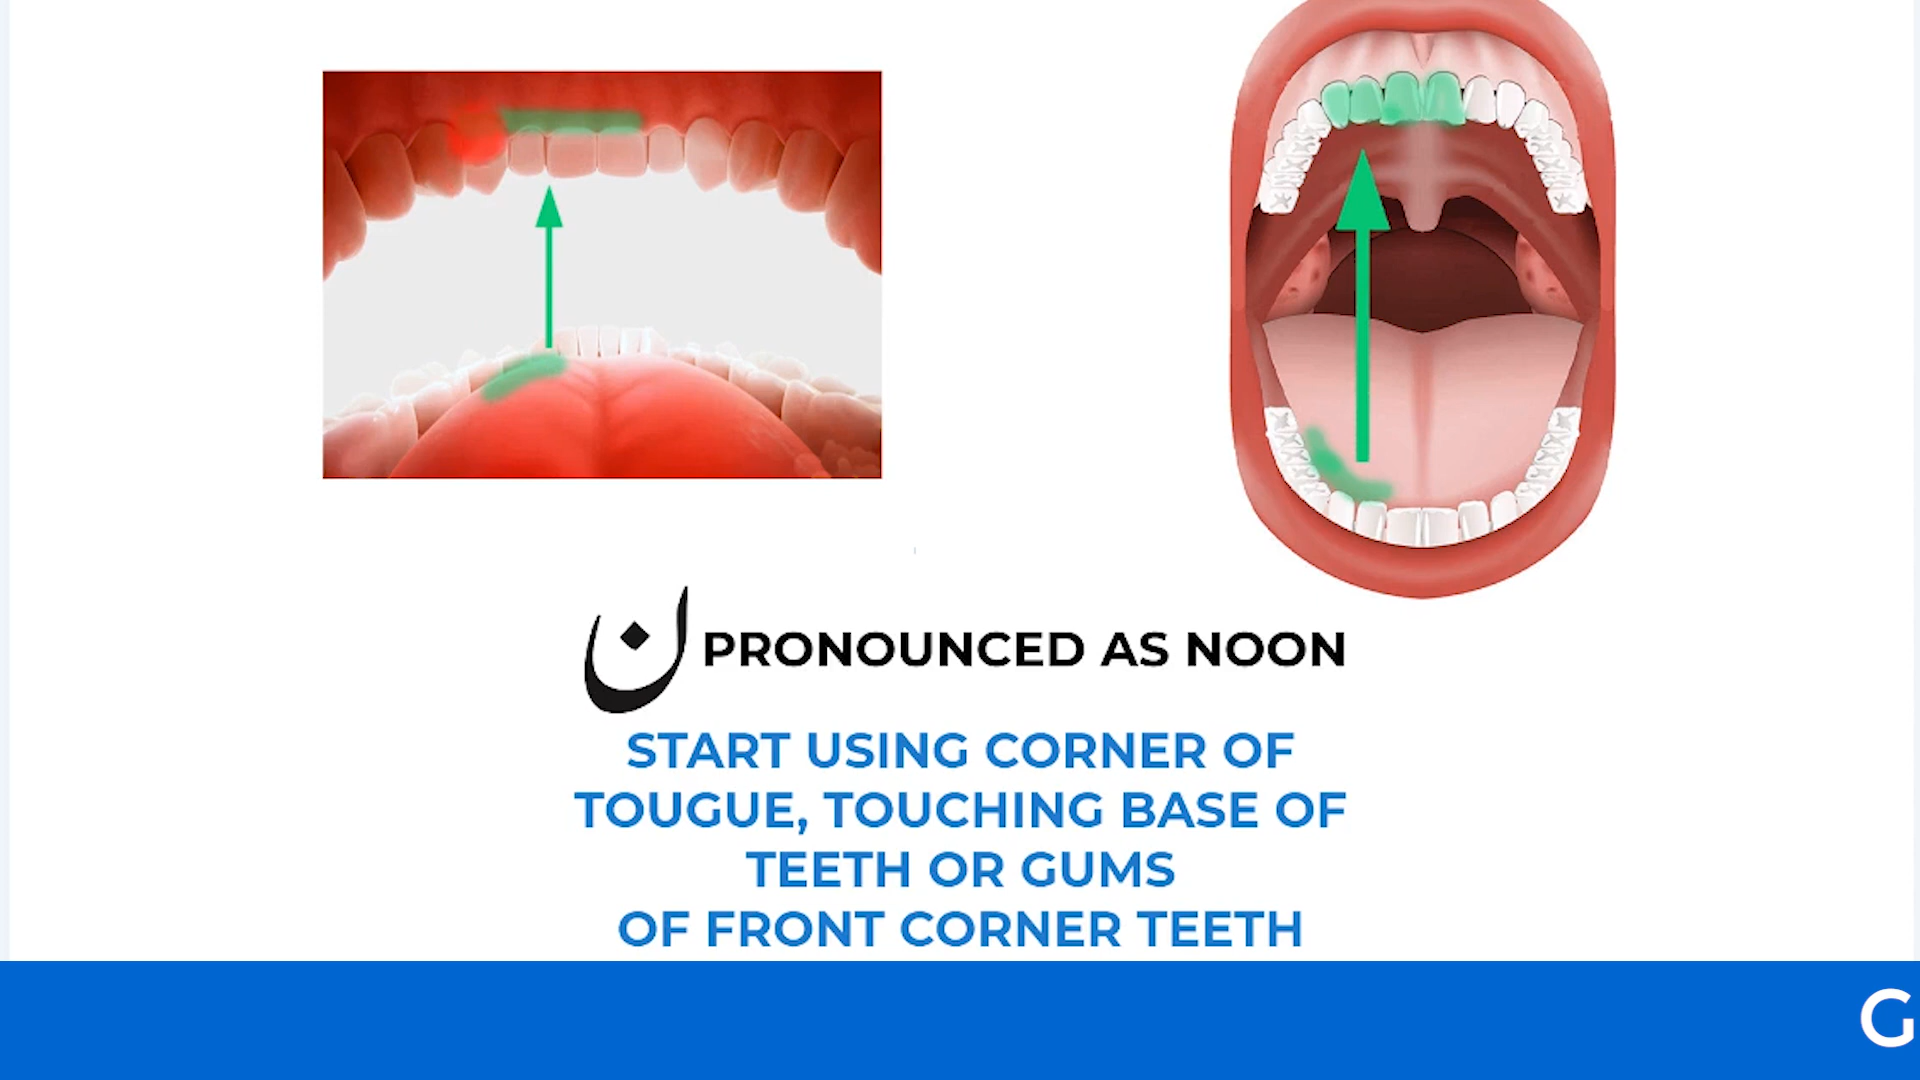 ن PRONOUNCED AS NOON
START USING CORNER OF
TOUGUE, TOUCHING BASE OF
TEETH OR GUMS
OF FRONT CORNER TEETH
G